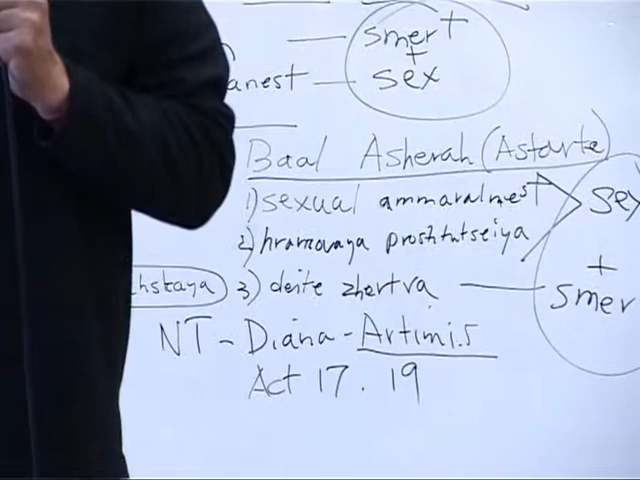 smert
+
sex
anest
Baal Asherah (Astarte)
1) sexual ammaralnest sex
2) hramovaya prostitutseiya
+
hskaya 3) deite zhertva smer
NT - Diana - Artimis
Act 17. 19